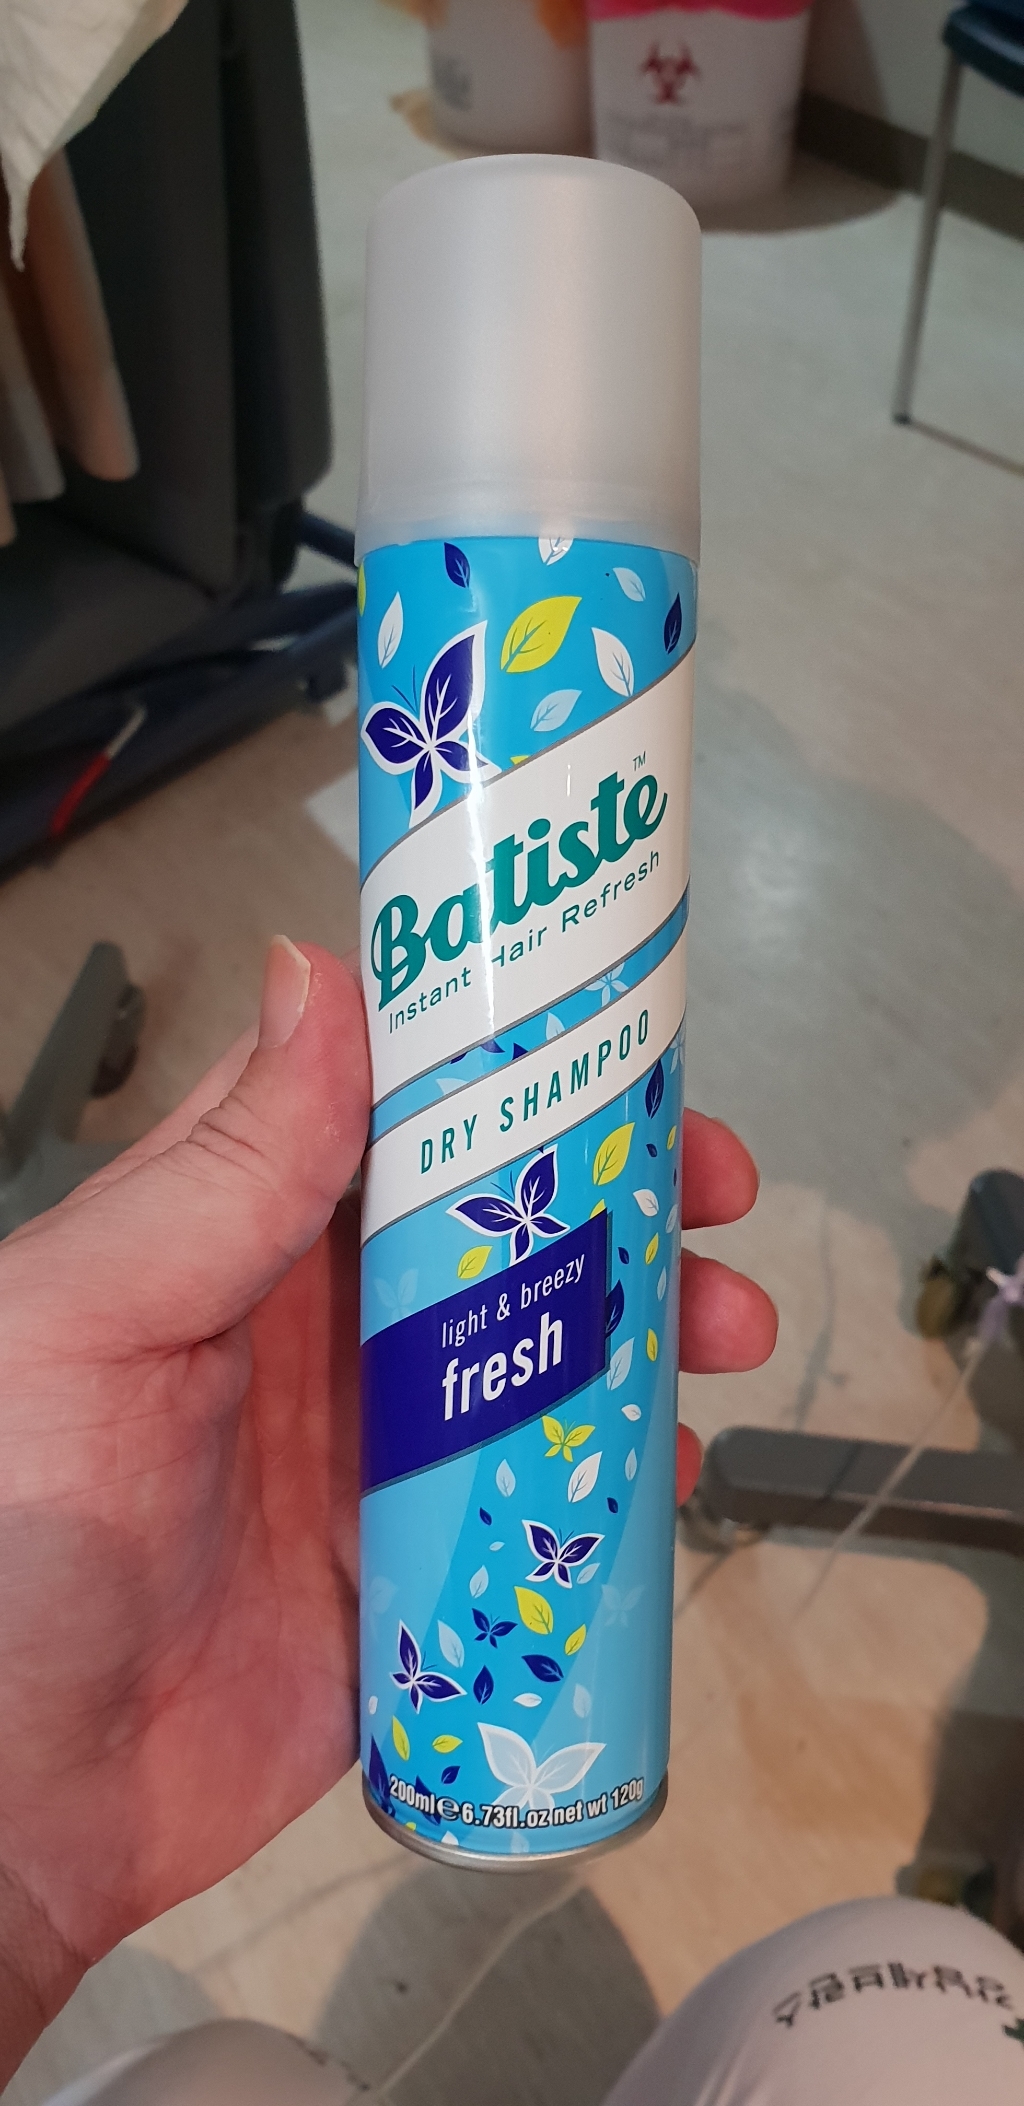 Batiste™
Instant Hair Refresh
DRY SHAMPOO
light & breezy
fresh
200ml℮6.73fl.oz net wt 120g